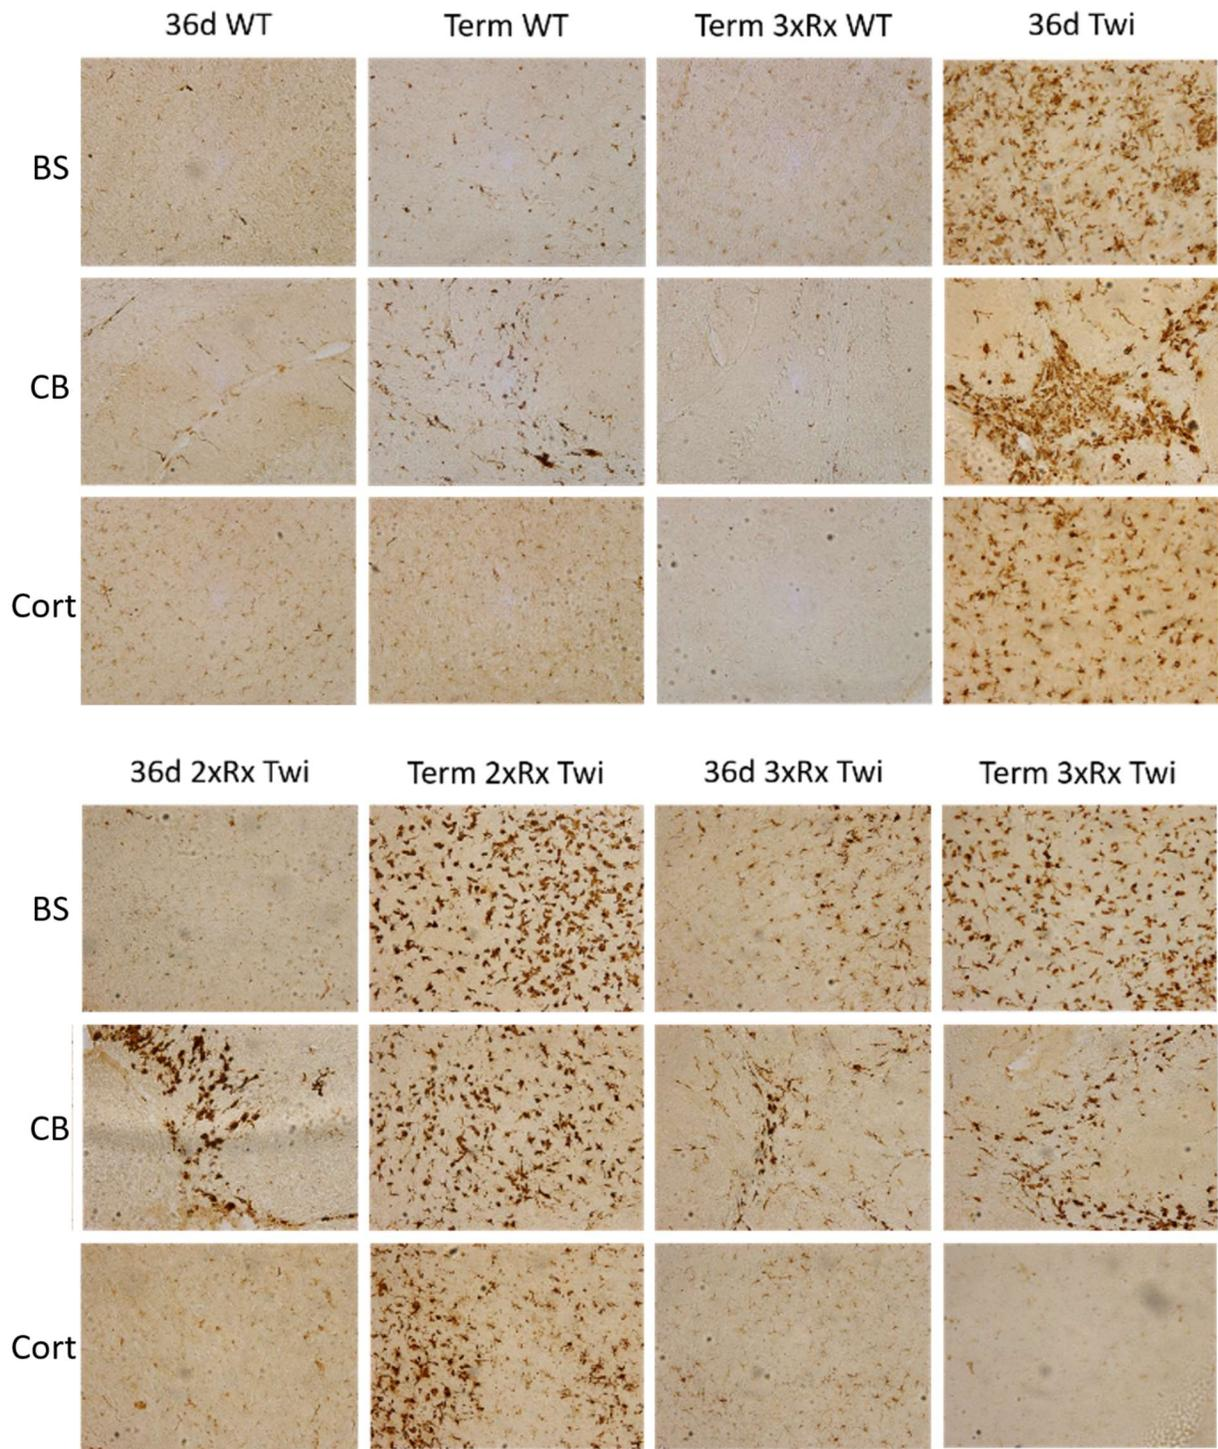 36d WT Term WT Term 3xRx WT 36d Twi
BS
CB
Cort
36d 2xRx Twi Term 2xRx Twi 36d 3xRx Twi Term 3xRx Twi
BS
CB
Cort